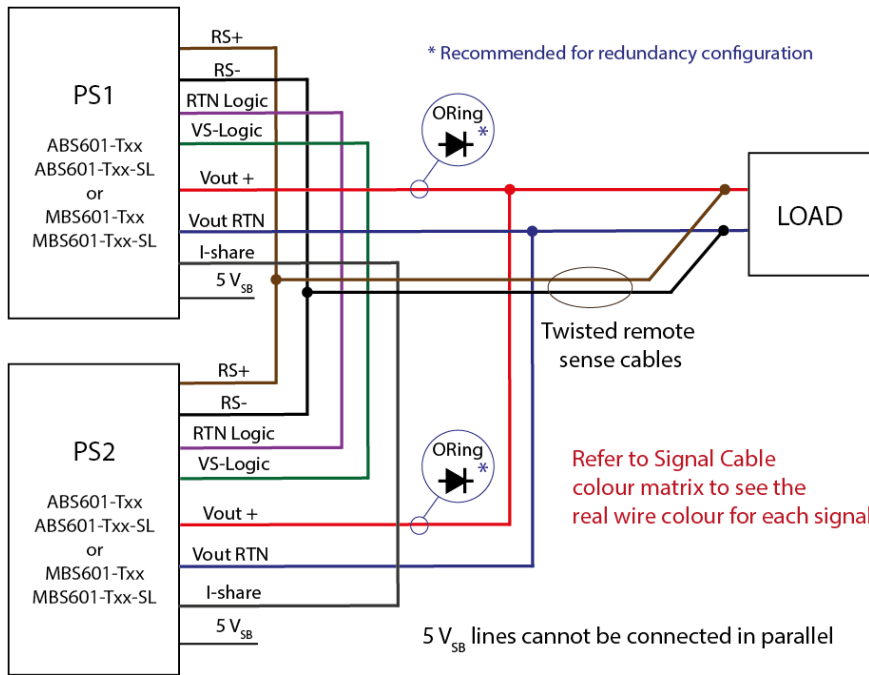 RS+
RS-
PS1
RTN Logic
VS-Logic
ABS601-Txx
ABS601-Txx-SL
or
MBS601-Txx
MBS601-Txx-SL
Vout +
Vout RTN
I-share
5 VSB
* Recommended for redundancy configuration
ORing
*
LOAD
Twisted remote
sense cables
RS+
RS-
PS2
RTN Logic
VS-Logic
ABS601-Txx
ABS601-Txx-SL
or
MBS601-Txx
MBS601-Txx-SL
Vout +
Vout RTN
I-share
5 VSB
ORing
*
Refer to Signal Cable
colour matrix to see the
real wire colour for each signal
5 VSB lines cannot be connected in parallel